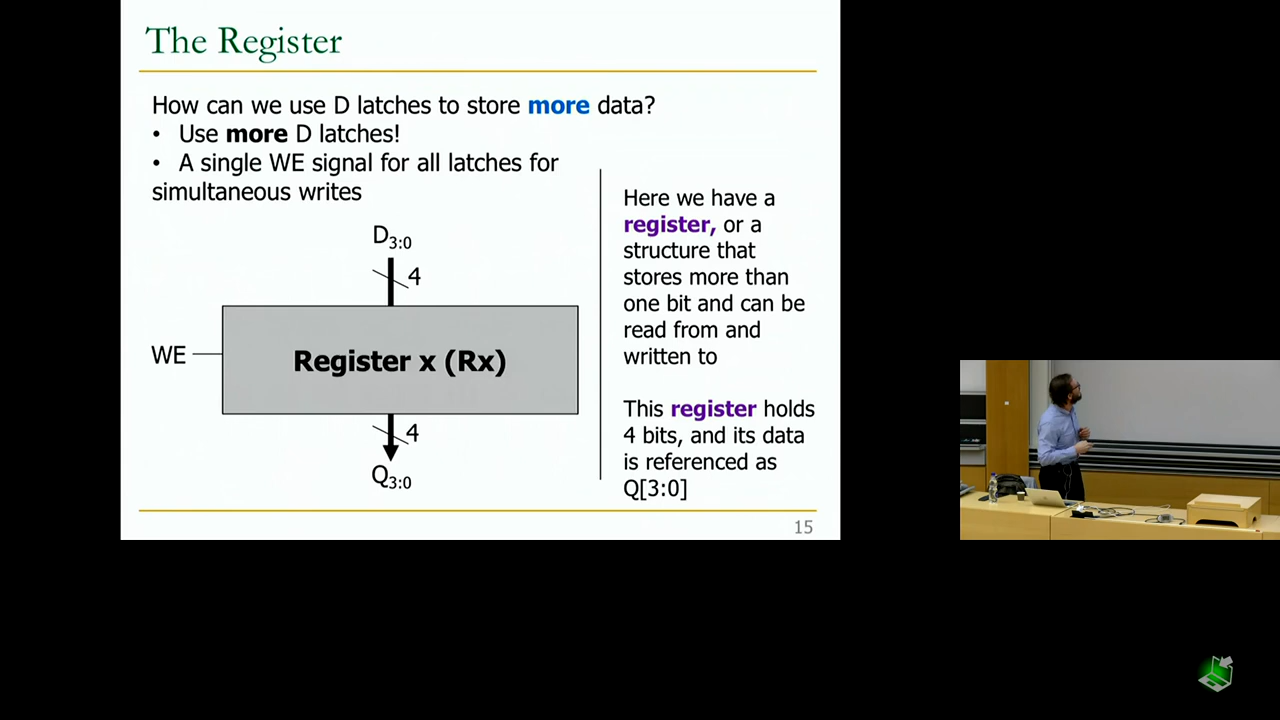 The Register
How can we use D latches to store more data?
• Use more D latches!
• A single WE signal for all latches for
simultaneous writes
D3:0
4
WE
Register x (Rx)
4
Q3:0
Here we have a
register, or a
structure that
stores more than
one bit and can be
read from and
written to
This register holds
4 bits, and its data
is referenced as
Q[3:0]
15